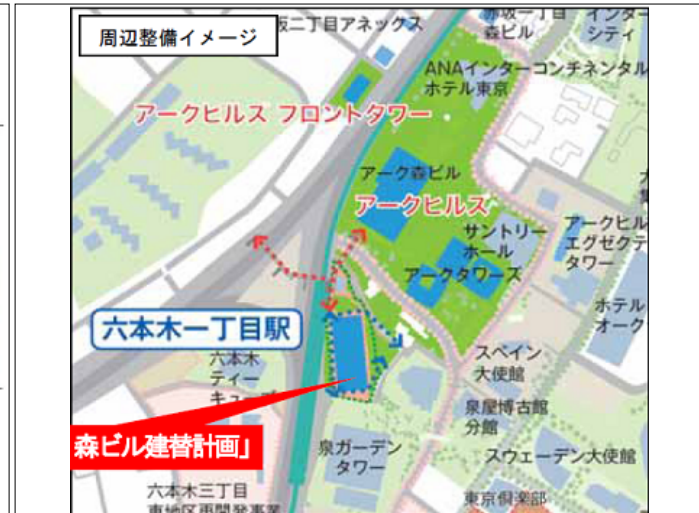 周辺整備イメージ
坂二丁目アネックス
赤坂一丁目
森ビル
インター
シティ
ANAインターコンチネンタル
ホテル東京
アークヒルズ フロントタワー
アーク森ビル
アークヒルズ
サントリー
ホール
アークタワーズ
アークヒル
エグゼクテ
タワー
ホテル
オーク
六本木一丁目駅
六本木
ティー
キューブ
スペイン
大使館
泉屋博古館
分館
森ビル建替計画」
泉ガーデン
タワー
スウェーデン大使館
六本木三丁目
東地区再開発事業
東京倶楽部